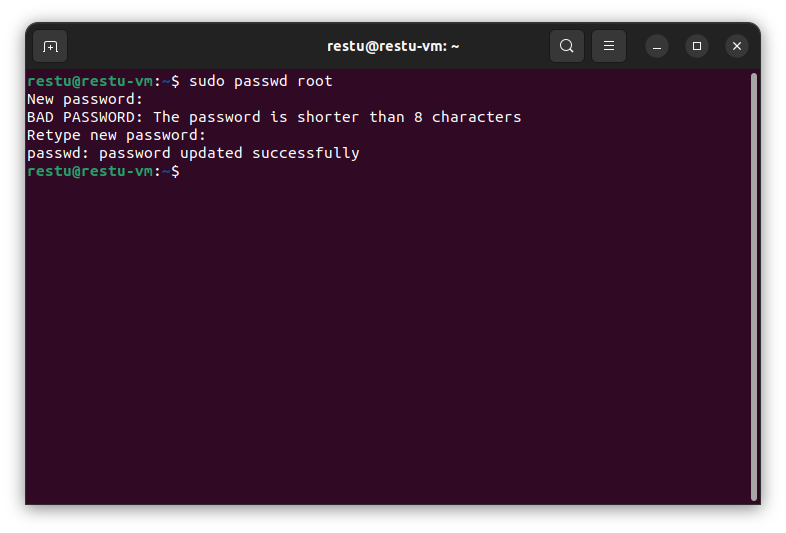 restu@restu-vm: ~
restu@restu-vm:~$ sudo passwd root
New password:
BAD PASSWORD: The password is shorter than 8 characters
Retype new password:
passwd: password updated successfully
restu@restu-vm:~$